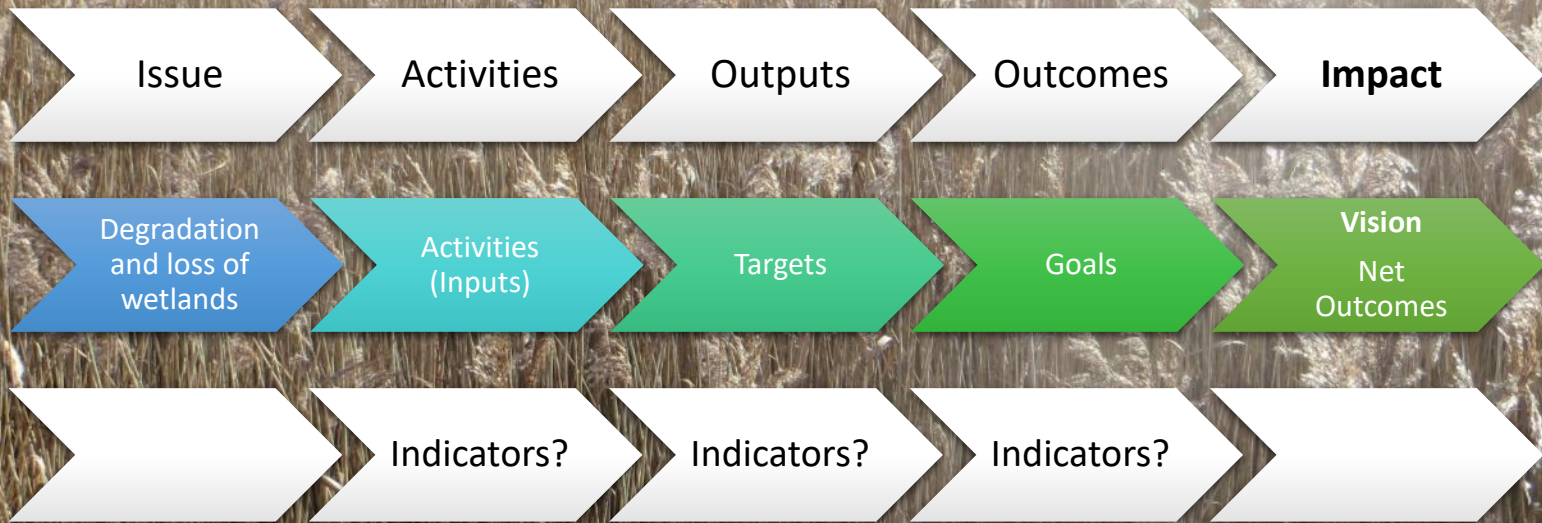 Issue
Activities
Outputs
Outcomes
Impact
Degradation
and loss of
wetlands
Activities
(Inputs)
Targets
Goals
Vision
Net
Outcomes
Indicators?
Indicators?
Indicators?